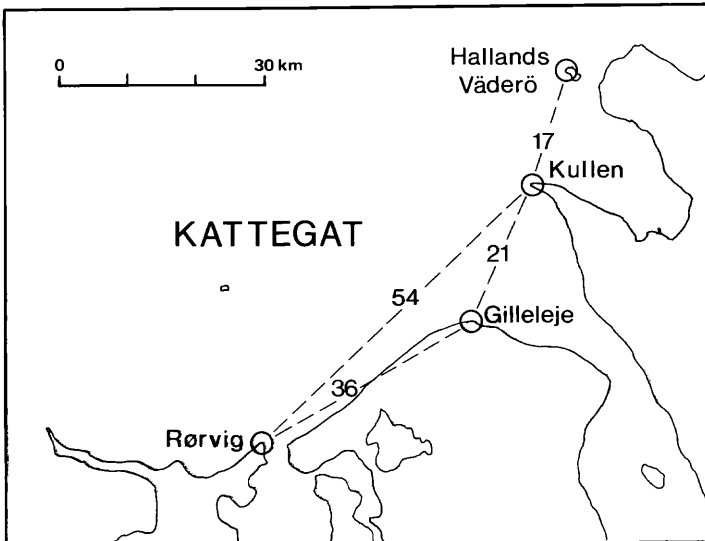 0 30 km
Hallands
Väderö
17
Kullen
KATTEGAT
21
54
Gilleleje
36
Rørvig